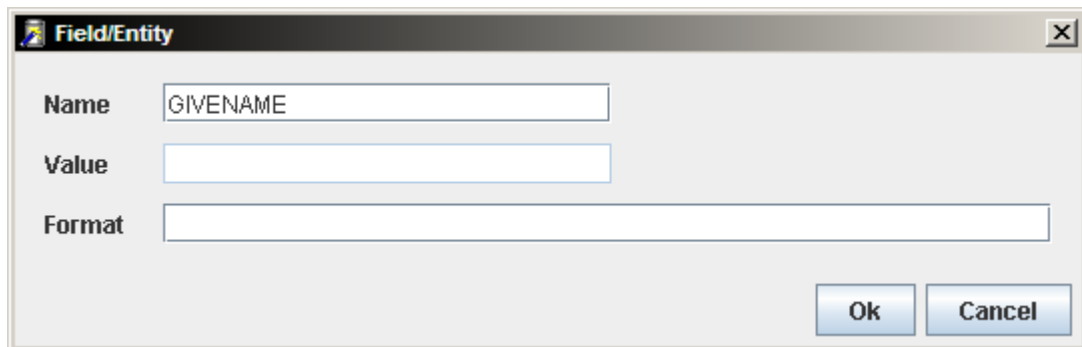 Field/Entity
Name GIVENAME
Value
Format
Ok Cancel